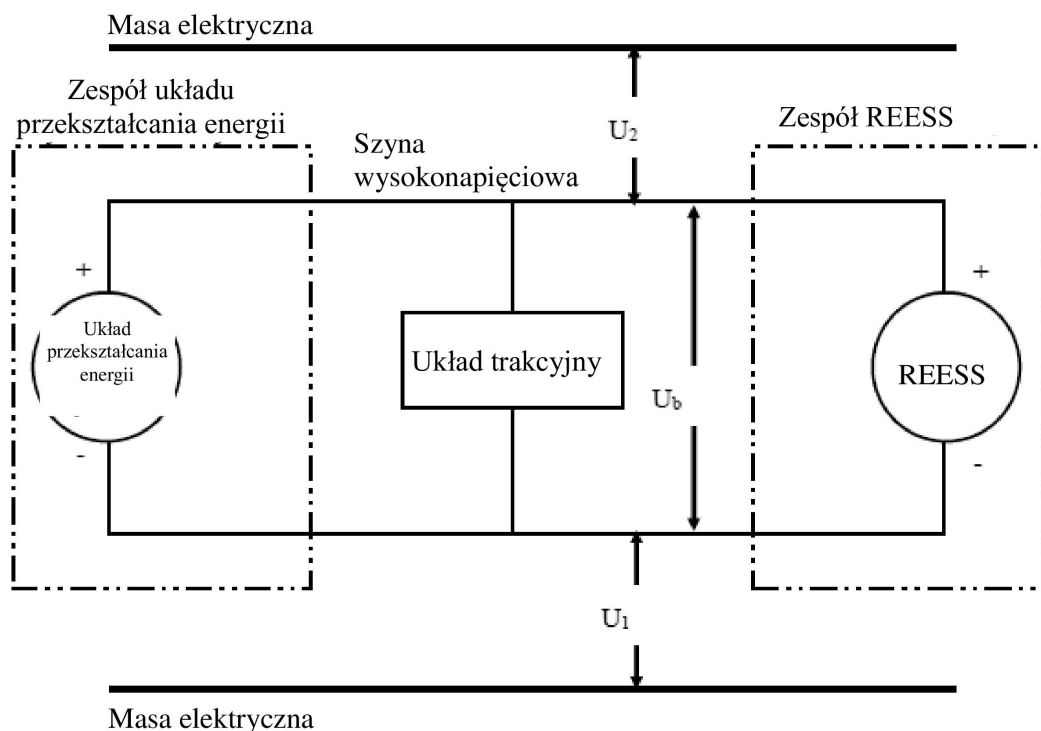 Masa elektryczna
Zespół układu
przekształcania energii
Zespół REESS
U₂
Szyna
wysokonapięciowa
+
+
Układ
przekształcania
energii
Układ trakcyjny
REESS
U_b
-
-
U₁
Masa elektryczna